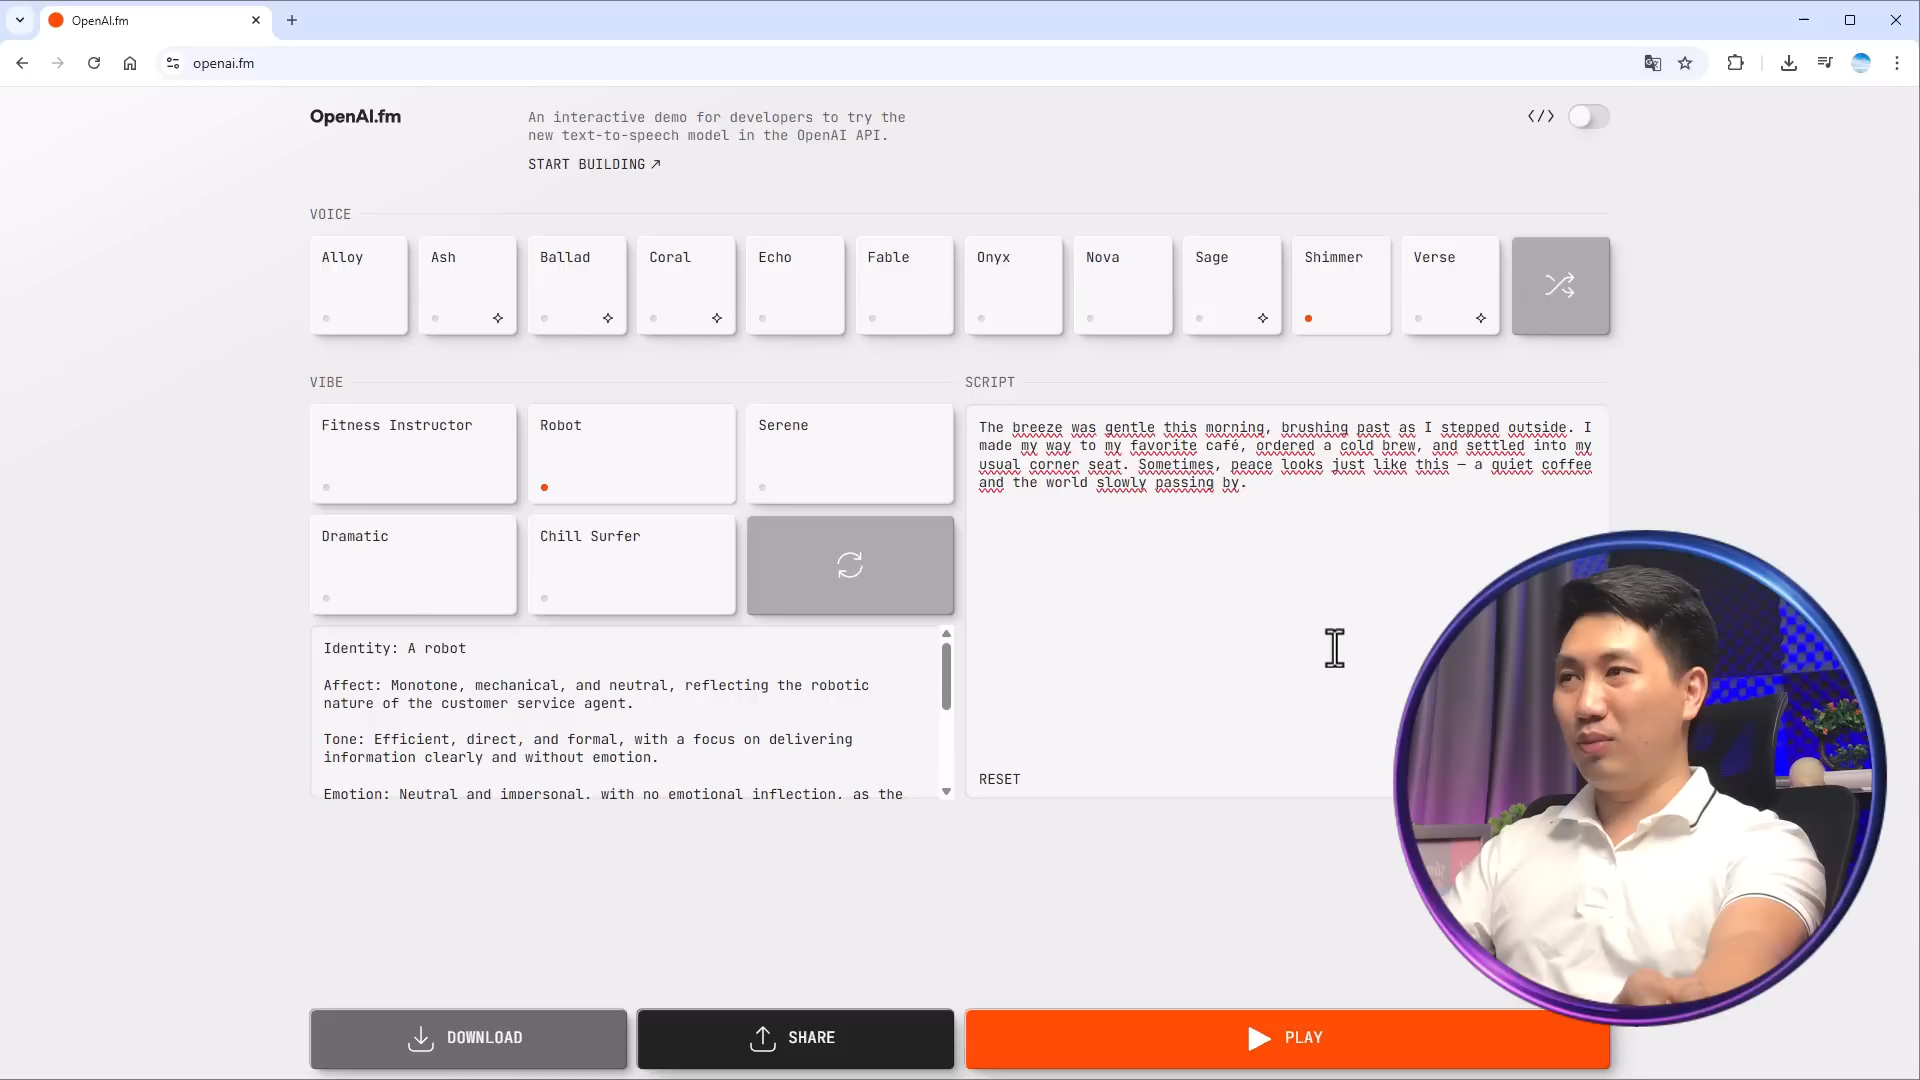 OpenAI.fm
openai.fm
OpenAI.fm
An interactive demo for developers to try the
new text-to-speech model in the OpenAI API.
START BUILDING ↗
</>
VOICE
Alloy
Ash
Ballad
Coral
Echo
Fable
Onyx
Nova
Sage
Shimmer
Verse
VIBE
Fitness Instructor
Robot
Serene
Dramatic
Chill Surfer
Identity: A robot
Affect: Monotone, mechanical, and neutral, reflecting the robotic
nature of the customer service agent.
Tone: Efficient, direct, and formal, with a focus on delivering
information clearly and without emotion.
Emotion: Neutral and impersonal, with no emotional inflection, as the
SCRIPT
The breeze was gentle this morning, brushing past as I stepped outside. I
made my way to my favorite café, ordered a cold brew, and settled into my
usual corner seat. Sometimes, peace looks just like this — a quiet coffee
and the world slowly passing by.
RESET
DOWNLOAD
SHARE
PLAY